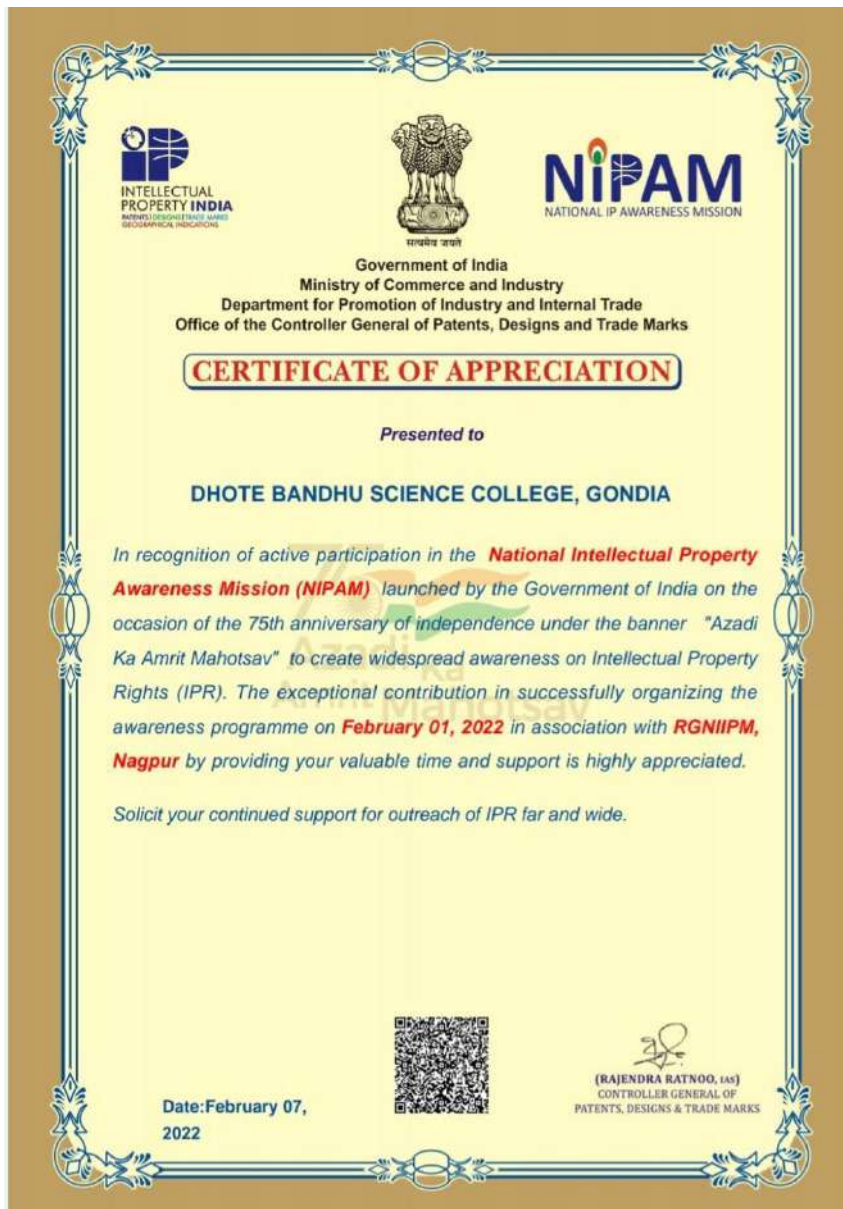 INTELLECTUAL
PROPERTY INDIA
PATENTS | DESIGNS | TRADE MARKS
GEOGRAPHICAL INDICATIONS
सत्यमेव जयते
NiPAM
NATIONAL IP AWARENESS MISSION
Government of India
Ministry of Commerce and Industry
Department for Promotion of Industry and Internal Trade
Office of the Controller General of Patents, Designs and Trade Marks
CERTIFICATE OF APPRECIATION
Presented to
DHOTE BANDHU SCIENCE COLLEGE, GONDIA
In recognition of active participation in the National Intellectual Property
Awareness Mission (NIPAM) launched by the Government of India on the
occasion of the 75th anniversary of independence under the banner "Azadi
Ka Amrit Mahotsav" to create widespread awareness on Intellectual Property
Rights (IPR). The exceptional contribution in successfully organizing the
awareness programme on February 01, 2022 in association with RGNIIPM,
Nagpur by providing your valuable time and support is highly appreciated.
Solicit your continued support for outreach of IPR far and wide.
75
Azadi
Ka
Amrit
Mahotsav
Date:February 07,
2022
(RAJENDRA RATNOO, IAS)
CONTROLLER GENERAL OF
PATENTS, DESIGNS & TRADE MARKS